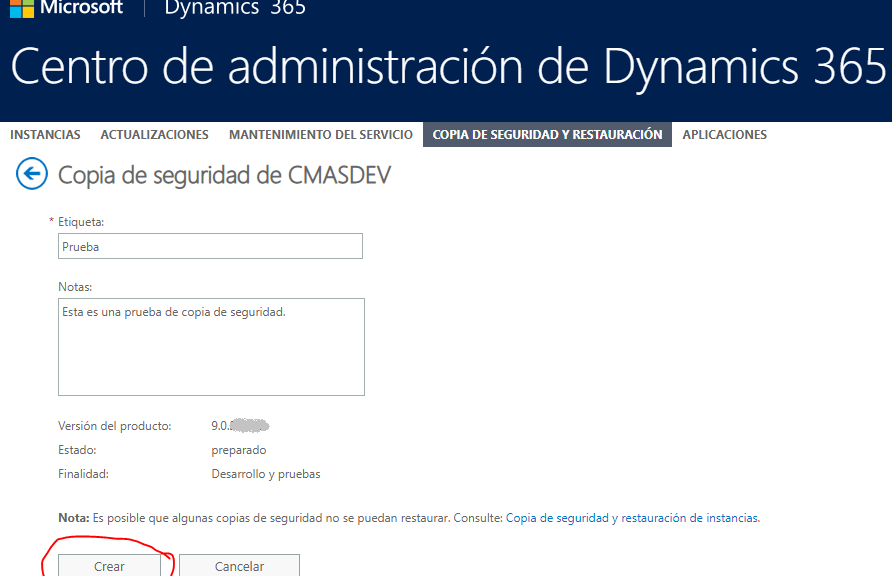 Microsoft Dynamics 365
Centro de administración de Dynamics 365
INSTANCIAS ACTUALIZACIONES MANTENIMIENTO DEL SERVICIO COPIA DE SEGURIDAD Y RESTAURACIÓN APLICACIONES
Copia de seguridad de CMASDEV
* Etiqueta:
Prueba
Notas:
Esta es una prueba de copia de seguridad.
Versión del producto: 9.0.
Estado: preparado
Finalidad: Desarrollo y pruebas
Nota: Es posible que algunas copias de seguridad no se puedan restaurar. Consulte: Copia de seguridad y restauración de instancias.
Crear Cancelar